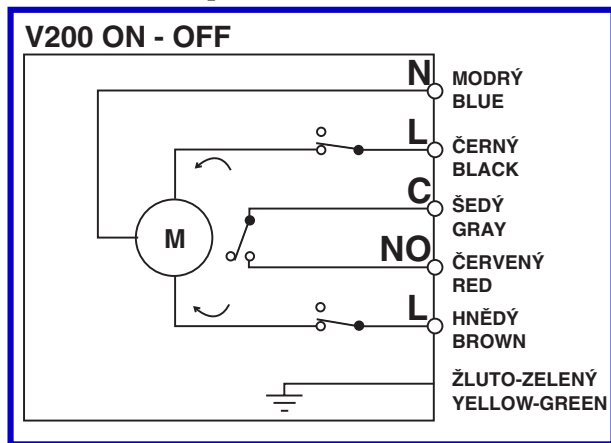 V200 ON - OFF
N
MODRÝ
BLUE
L
ČERNÝ
BLACK
C
ŠEDÝ
GRAY
M
NO
ČERVENÝ
RED
L
HNĚDÝ
BROWN
ŽLUTO-ZELENÝ
YELLOW-GREEN